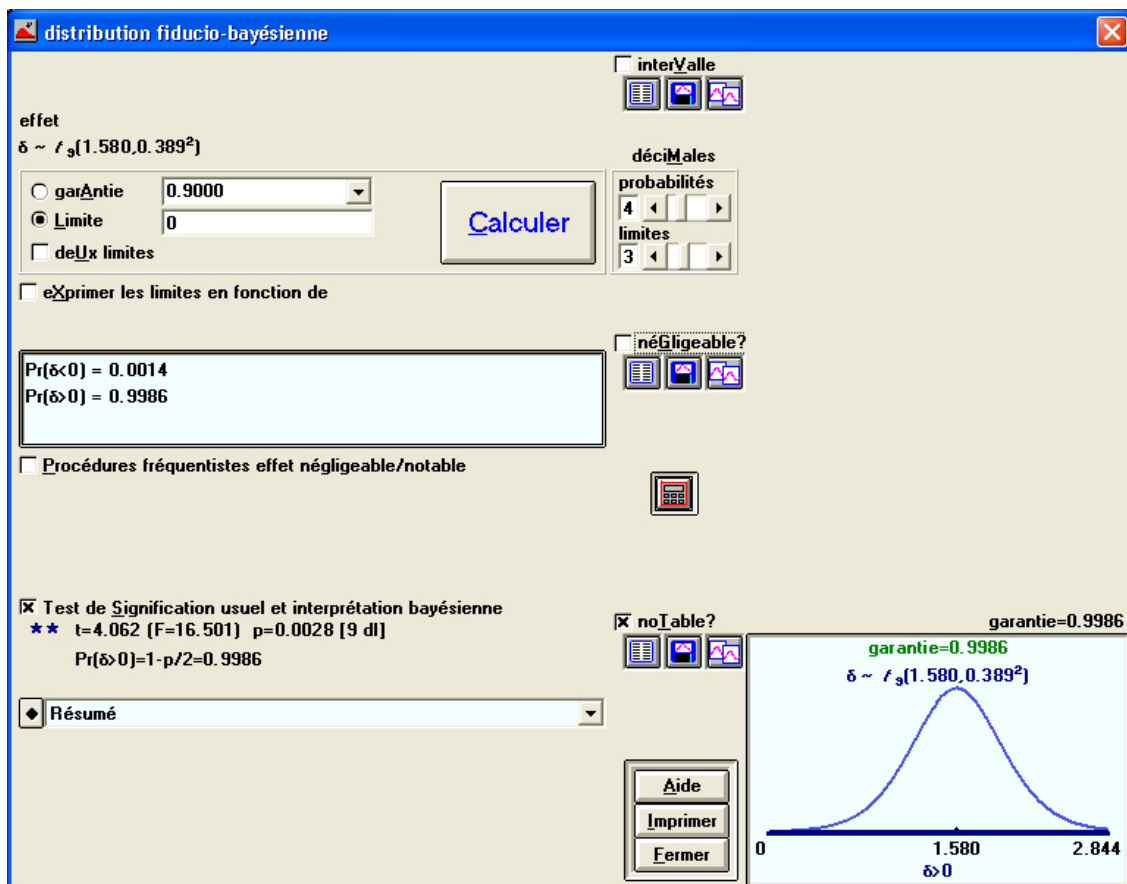 distribution fiducio-bayésienne
interValle
effet
δ ~ t₉(1.580,0.389²)
déciMales
garAntie 0.9000
Limite 0
deUx limites
Calculer
probabilités
4
limites
3
eXprimer les limites en fonction de
néGligeable?
Pr(δ<0) = 0.0014
Pr(δ>0) = 0.9986
Procédures fréquentistes effet négligeable/notable
Test de Signification usuel et interprétation bayésienne
** t=4.062 [F=16.501] p=0.0028 [9 dl]
Pr(δ>0)=1-p/2=0.9986
noTable?
garantie=0.9986
garantie=0.9986
δ ~ t₉(1.580,0.389²)
Résumé
Aide
Imprimer
Fermer
0 1.580 2.844
δ>0